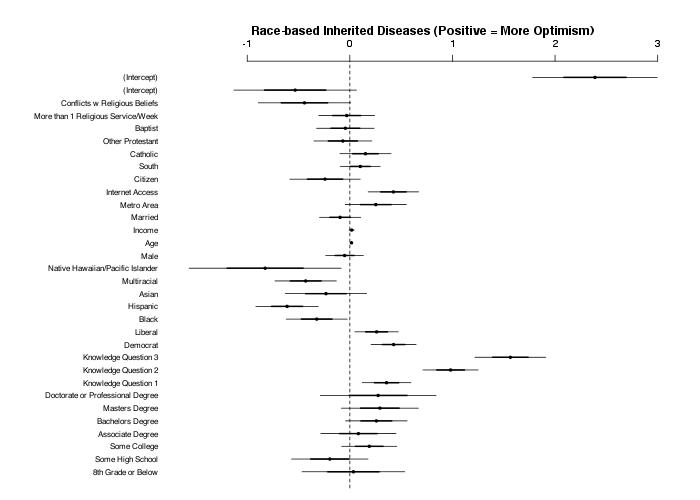 Race-based Inherited Diseases (Positive = More Optimism)
-1 0 1 2 3
(Intercept)
(Intercept)
Conflicts w Religious Beliefs
More than 1 Religious Service/Week
Baptist
Other Protestant
Catholic
South
Citizen
Internet Access
Metro Area
Married
Income
Age
Male
Native Hawaiian/Pacific Islander
Multiracial
Asian
Hispanic
Black
Liberal
Democrat
Knowledge Question 3
Knowledge Question 2
Knowledge Question 1
Doctorate or Professional Degree
Masters Degree
Bachelors Degree
Associate Degree
Some College
Some High School
8th Grade or Below